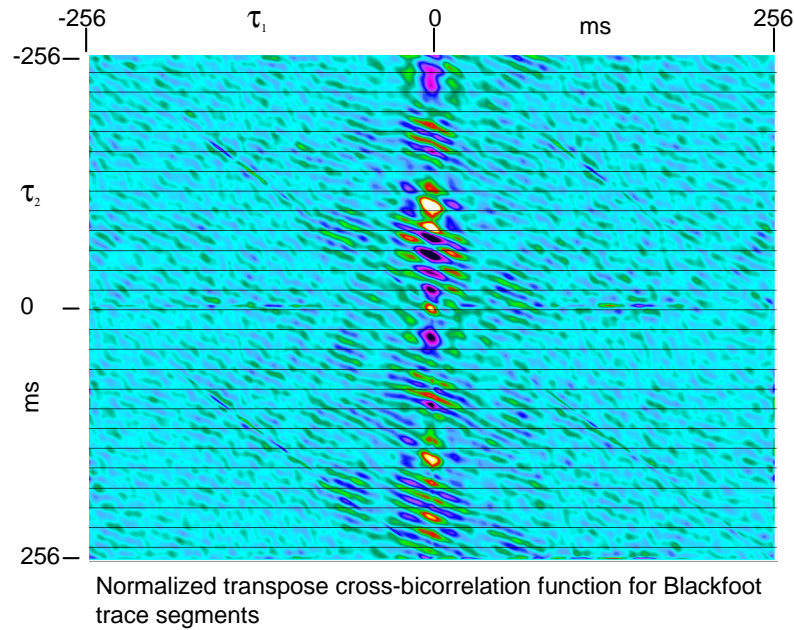 -256 τ₁ 0 ms 256
-256
τ₂
0
ms
256
Normalized transpose cross-bicorrelation function for Blackfoot
trace segments